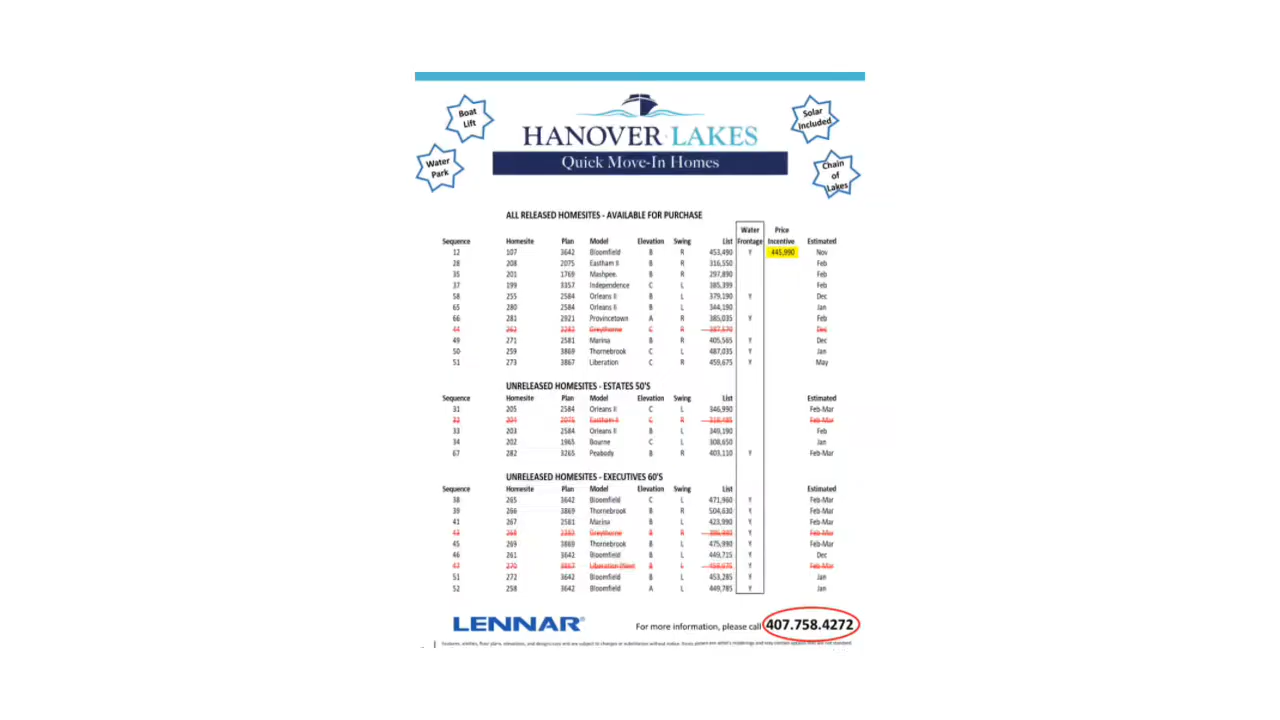 Boat
Lift
Solar
Included
HANOVER LAKES
Water
Park
Quick Move-In Homes
Chain
of
Lakes
ALL RELEASED HOMESITES - AVAILABLE FOR PURCHASE
Water Price
Sequence Homesite Plan Model Elevation Swing List Frontage Incentive Estimated
12 107 3642 Bloomfield B R 453,490 Y 445,990 Nov
28 208 2075 Eastham II B R 316,550 Feb
35 201 1769 Mashpee. B R 297,890 Feb
37 199 3357 Independence C L 385,399 Feb
58 255 2584 Orleans II B L 379,190 Y Dec
65 280 2584 Orleans II B L 344,190 Jan
66 281 2921 Provincetown A R 385,035 Y Feb
44 262 Greythorne C R 387,570 Dec
49 271 2581 Marina B R 405,565 Y Dec
50 259 3869 Thornebrook C L 487,035 Y Jan
51 273 3867 Liberation C R 459,675 Y May
UNRELEASED HOMESITES - ESTATES 50'S
Sequence Homesite Plan Model Elevation Swing List Estimated
31 205 2584 Orleans II C L 346,990 Feb-Mar
32 204 2075 Eastham II C R Feb-Mar
33 203 2584 Orleans II B L 349,190 Feb
34 202 1965 Bourne C L 308,650 Jan
67 282 3265 Peabody B R 403,110 Y Feb-Mar
UNRELEASED HOMESITES - EXECUTIVES 60'S
Sequence Homesite Plan Model Elevation Swing List Estimated
38 265 3642 Bloomfield C L 471,960 Y Feb-Mar
39 266 3869 Thornebrook B R 504,630 Y Feb-Mar
41 267 2581 Marina B L 423,990 Y Feb-Mar
43 268 Greythorne B R Y Feb-Mar
45 269 3869 Thornebrook B L 475,990 Y Feb-Mar
46 261 3642 Bloomfield B L 449,715 Y Dec
47 270 3867 Liberation B L Y Feb-Mar
51 272 3642 Bloomfield B L 453,285 Y Jan
52 258 3642 Bloomfield A L 449,785 Y Jan
LENNAR®
For more information, please call 407.758.4272